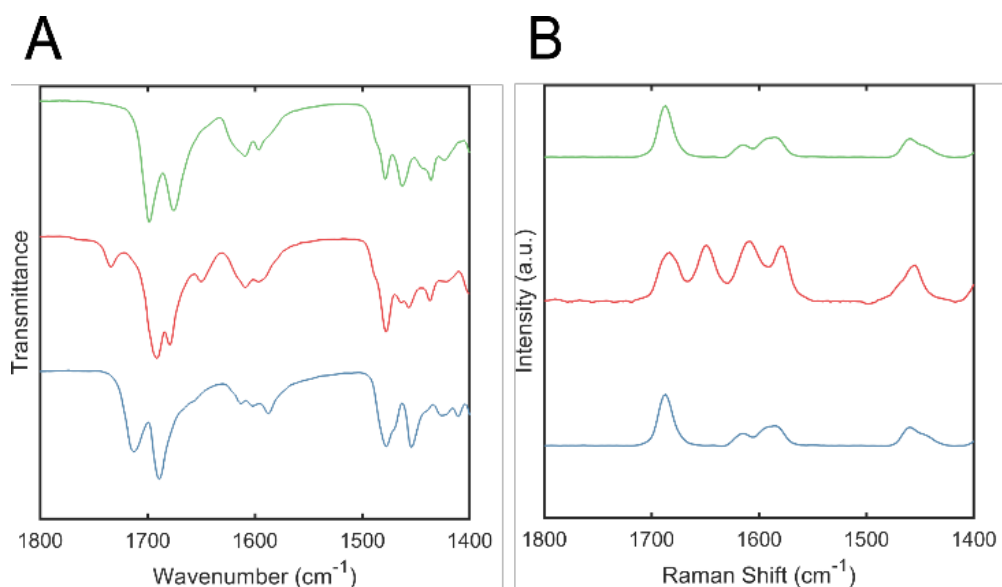 A
Transmittance
1800 1700 1600 1500 1400
Wavenumber (cm⁻¹)
B
Intensity (a.u.)
1800 1700 1600 1500 1400
Raman Shift (cm⁻¹)